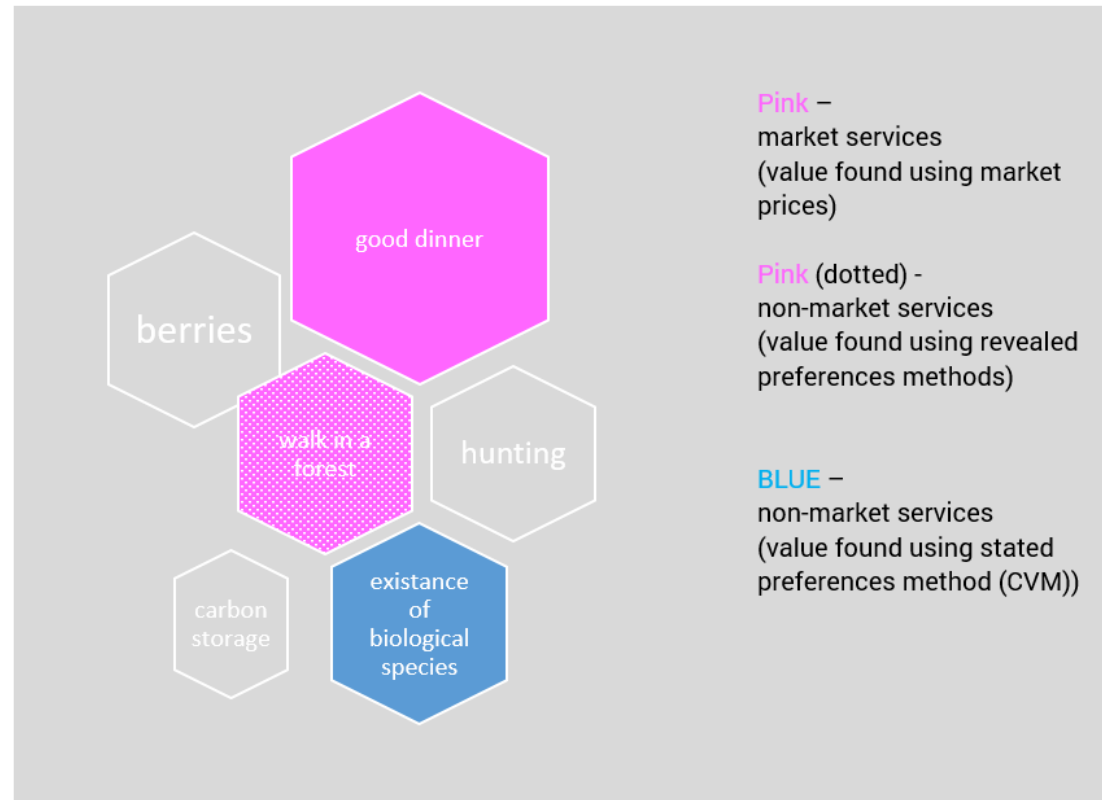 good dinner
berries
walk in a
forest
hunting
carbon
storage
existance
of
biological
species
Pink –
market services
(value found using market
prices)
Pink (dotted) -
non-market services
(value found using revealed
preferences methods)
BLUE –
non-market services
(value found using stated
preferences method (CVM))